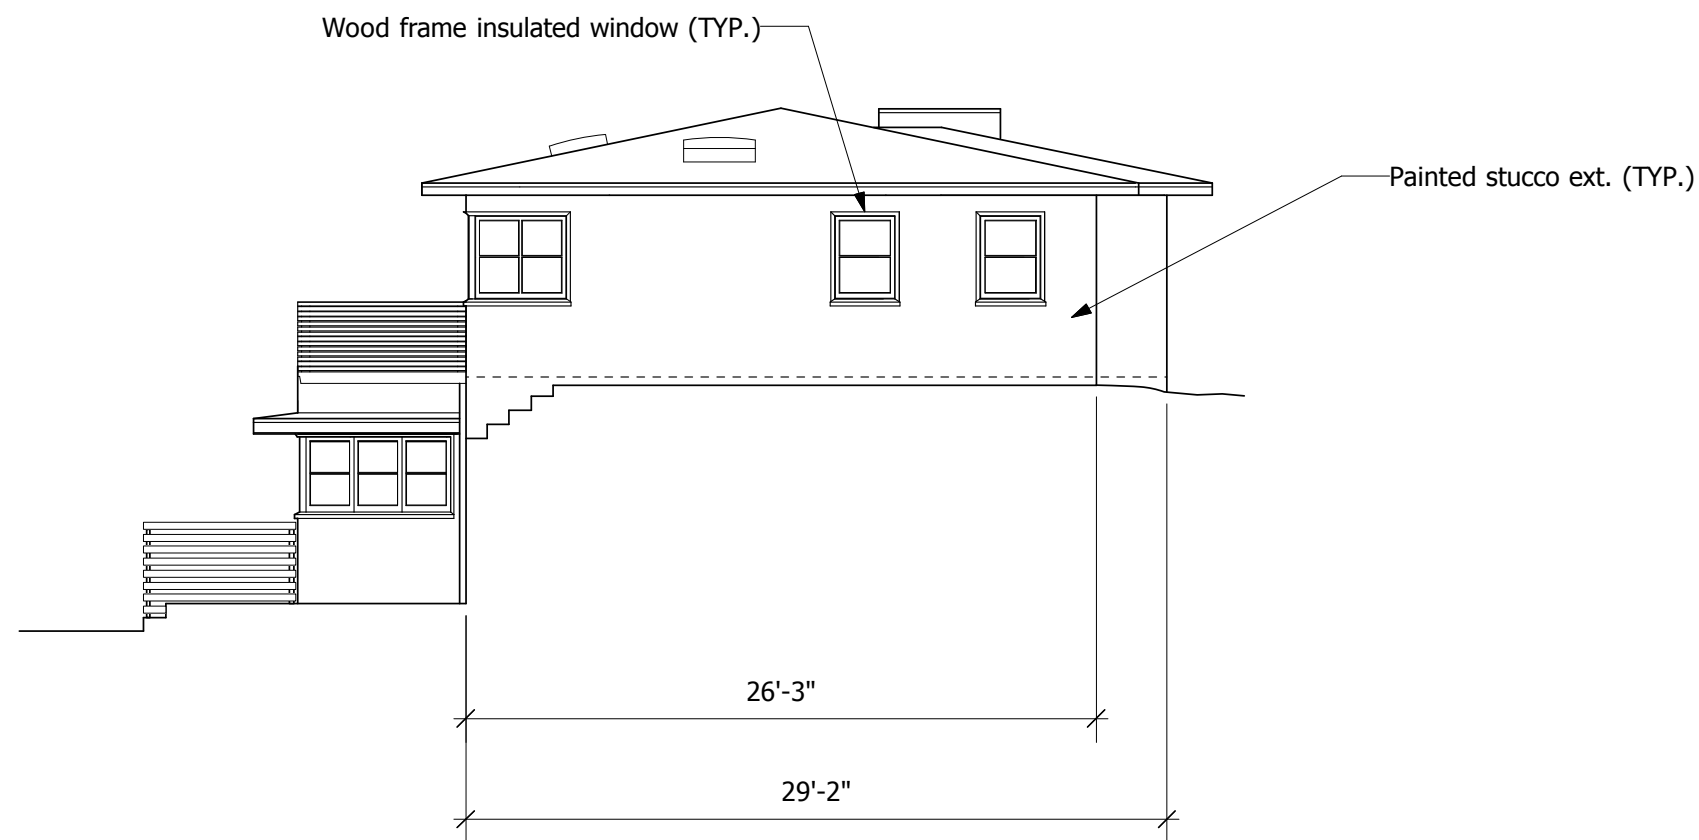 Wood frame insulated window (TYP.)
Painted stucco ext. (TYP.)
26'-3"
29'-2"